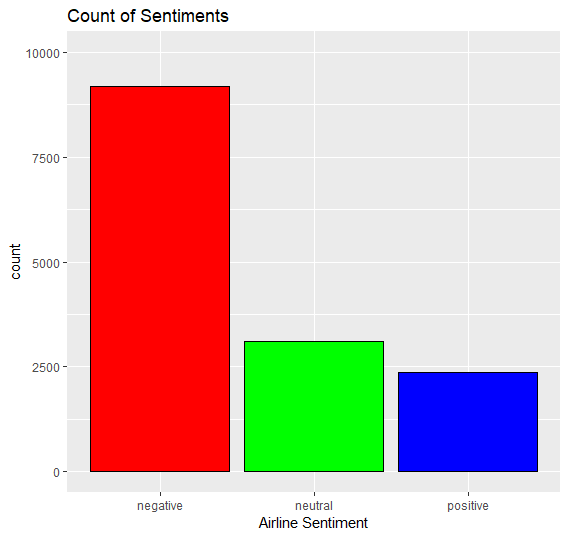 Count of Sentiments
10000
7500
5000
2500
0
count
negative neutral positive
Airline Sentiment